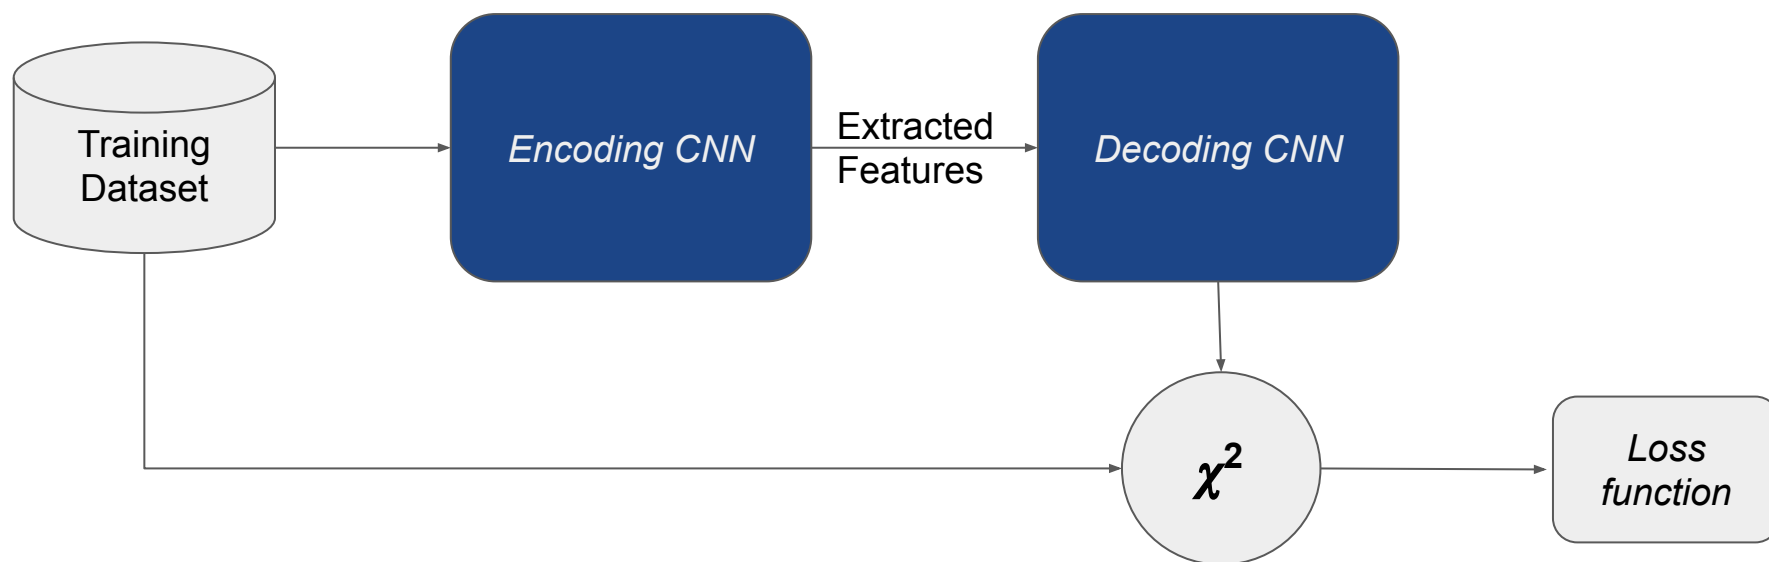 Training
Dataset
Encoding CNN
Extracted
Features
Decoding CNN
χ²
Loss
function